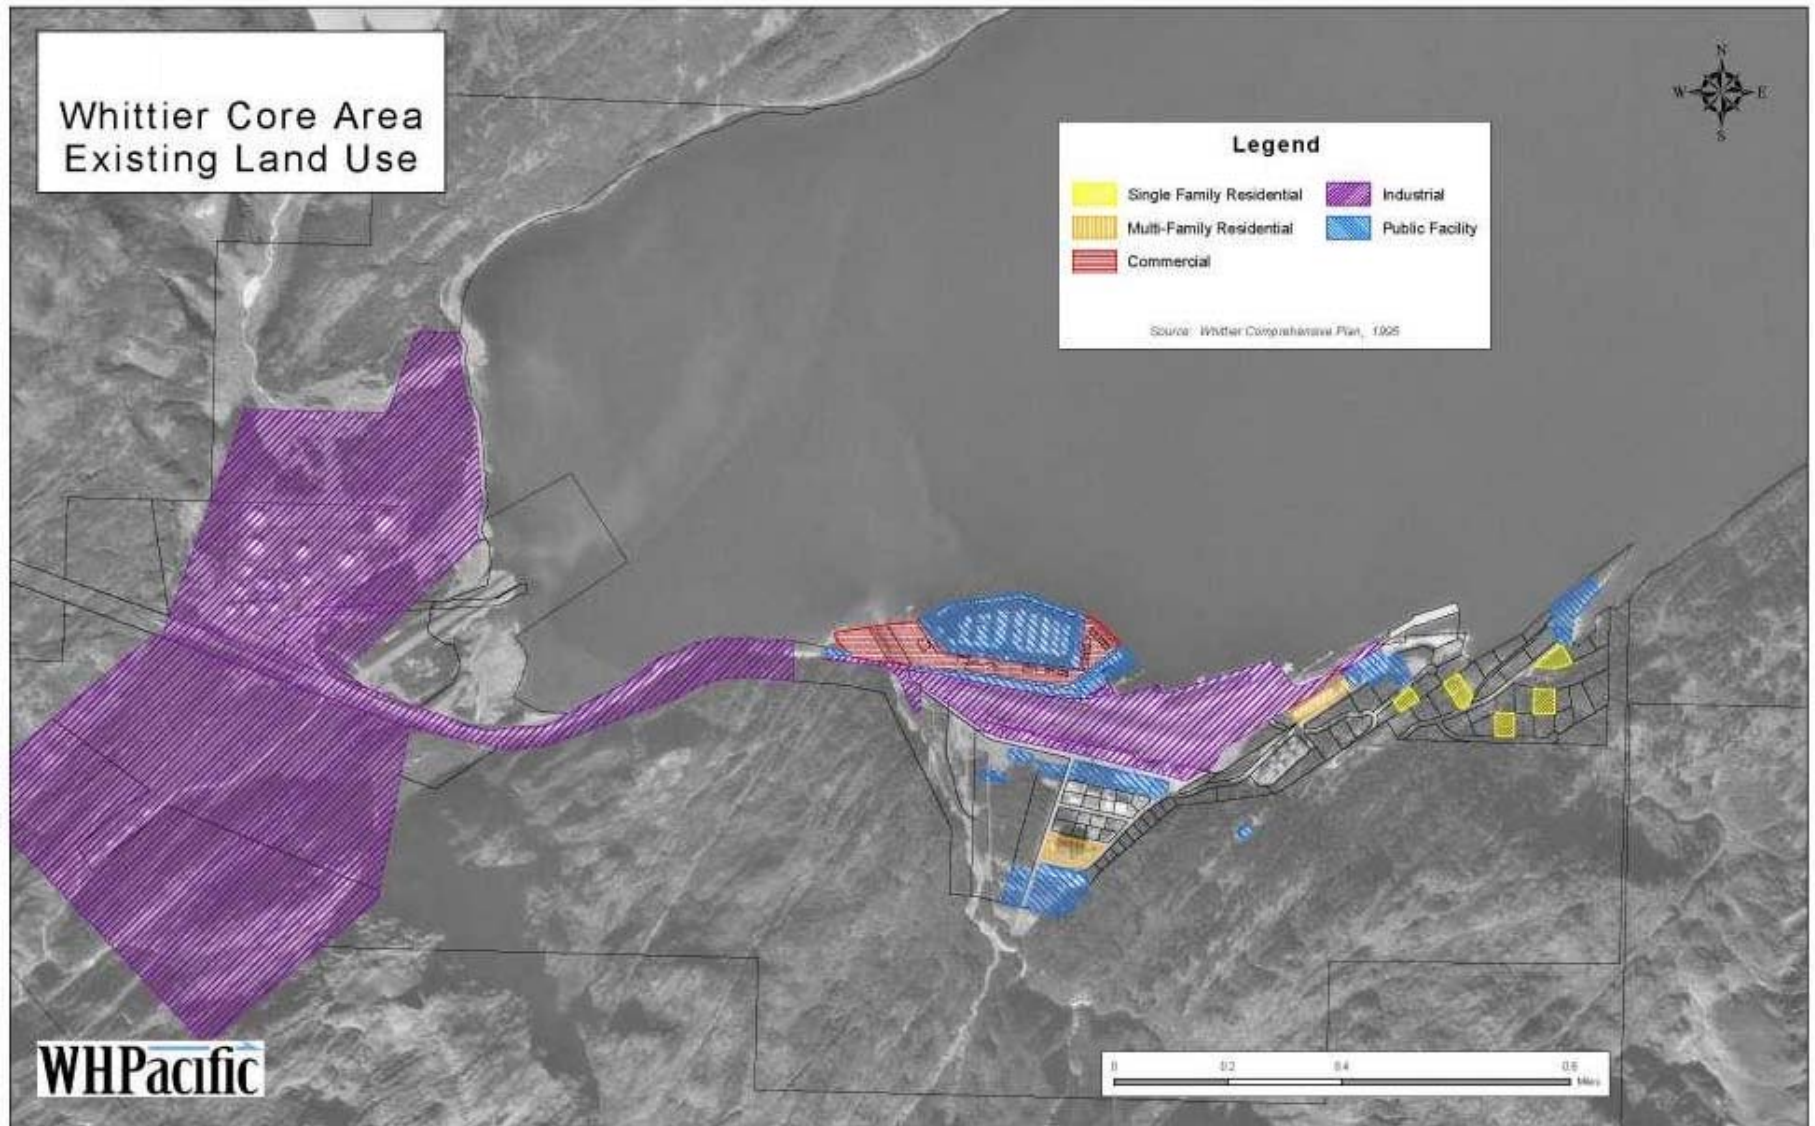 Whittier Core Area
Existing Land Use
N
W E
S
Legend
Single Family Residential
Industrial
Multi-Family Residential
Public Facility
Commercial
Source: Whittier Comprehensive Plan, 1995
WHPacific
0 0.2 0.4 0.8
Miles